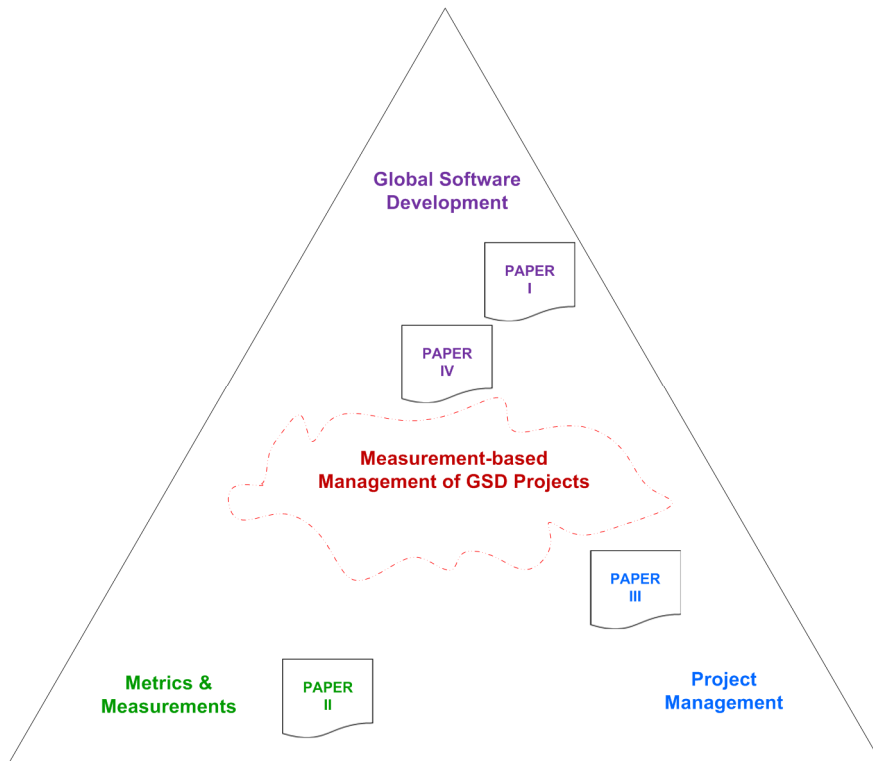 Global Software
Development
PAPER
I
PAPER
IV
Measurement-based
Management of GSD Projects
PAPER
III
Metrics &
Measurements
PAPER
II
Project
Management